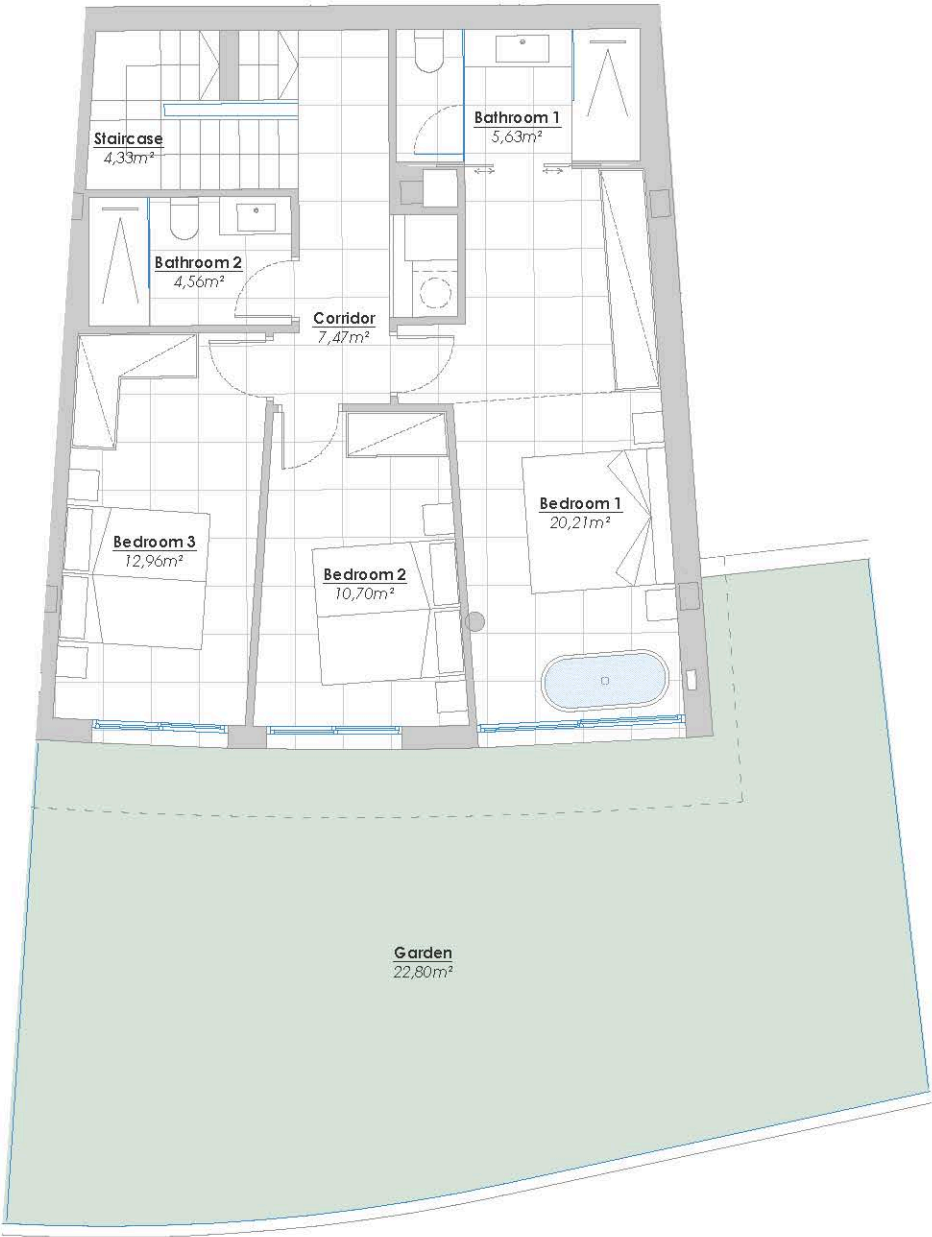 Bathroom 1
5,63m²
Staircase
4,33m²
Bathroom 2
4,56m²
Corridor
7,47m²
Bedroom 1
20,21m²
Bedroom 3
12,96m²
Bedroom 2
10,70m²
Garden
22,80m²